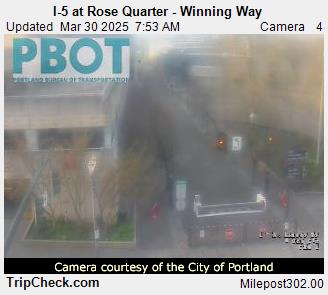 I-5 at Rose Quarter - Winning Way
Updated Mar 30 2025 7:53 AM Camera 4
PBOT
PORTLAND BUREAU OF TRANSPORTATION
Camera courtesy of the City of Portland
TripCheck.com Milepost302.00